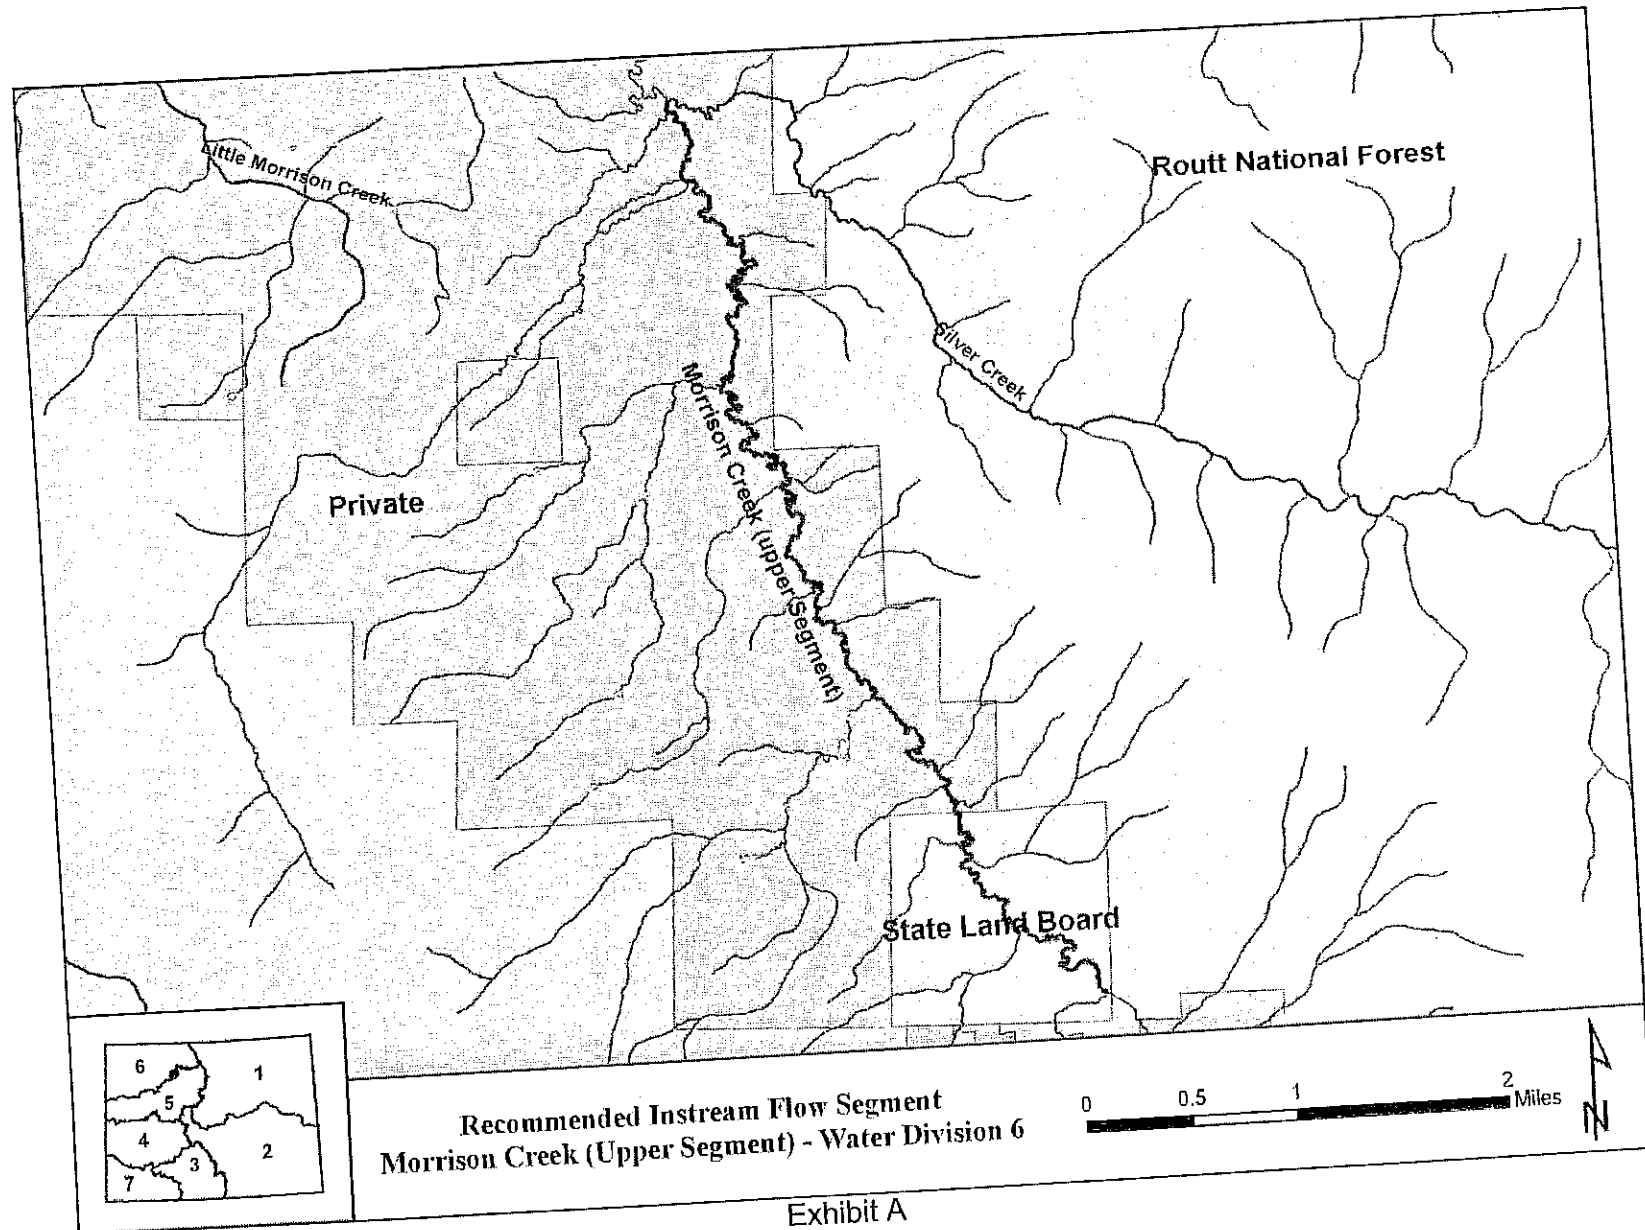 Routt National Forest
Little Morrison Creek
Silver Creek
Morrison Creek (upper Segment)
Private
State Land Board
6
1
5
4
2
3
7
Recommended Instream Flow Segment
Morrison Creek (Upper Segment) - Water Division 6
0
0.5
1
2
Miles
N
Exhibit A